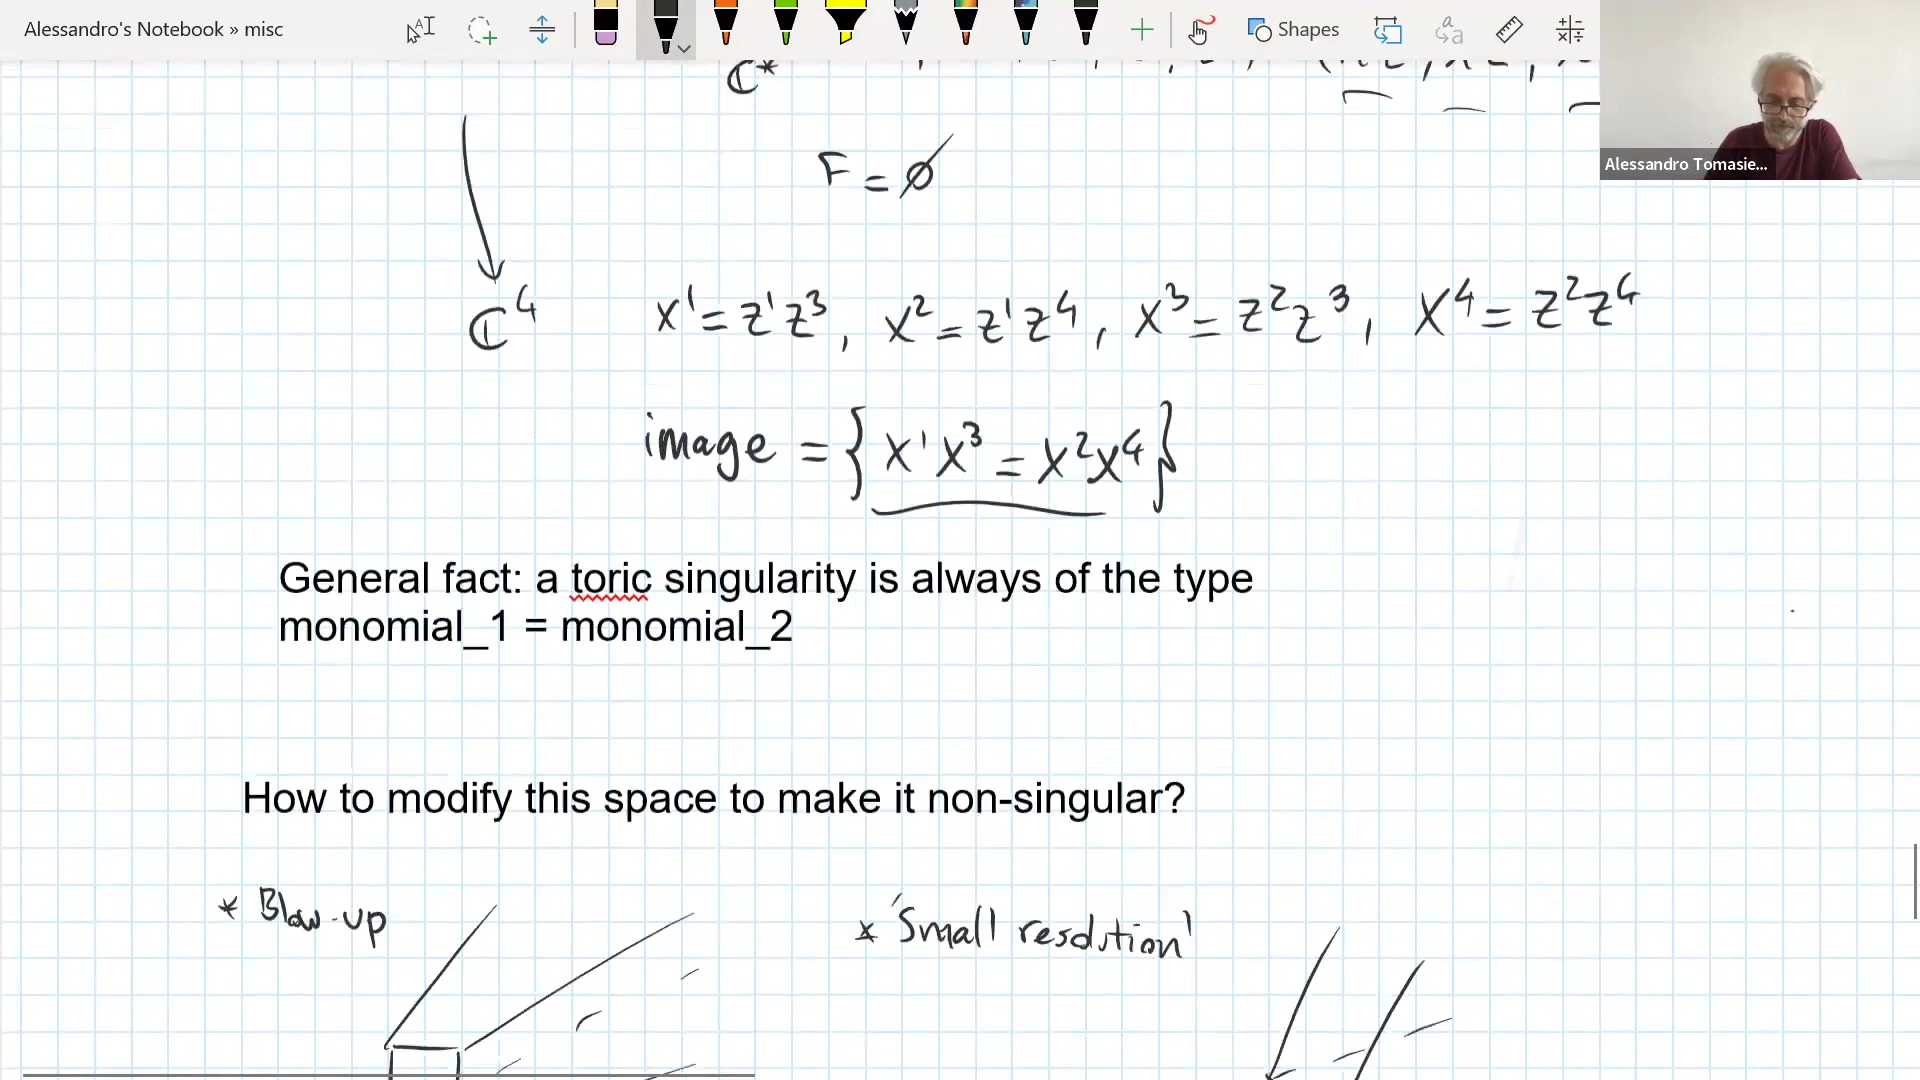 Alessandro's Notebook » misc
Shapes
Alessandro Tomasie...
ℂ*
F = ∅
ℂ⁴ x¹ = z¹z³, x² = z¹z⁴, x³ = z²z³, x⁴ = z²z⁴
image = { x¹x³ = x²x⁴ }
General fact: a toric singularity is always of the type
monomial_1 = monomial_2
How to modify this space to make it non-singular?
* Blow-up
* 'Small resolution'